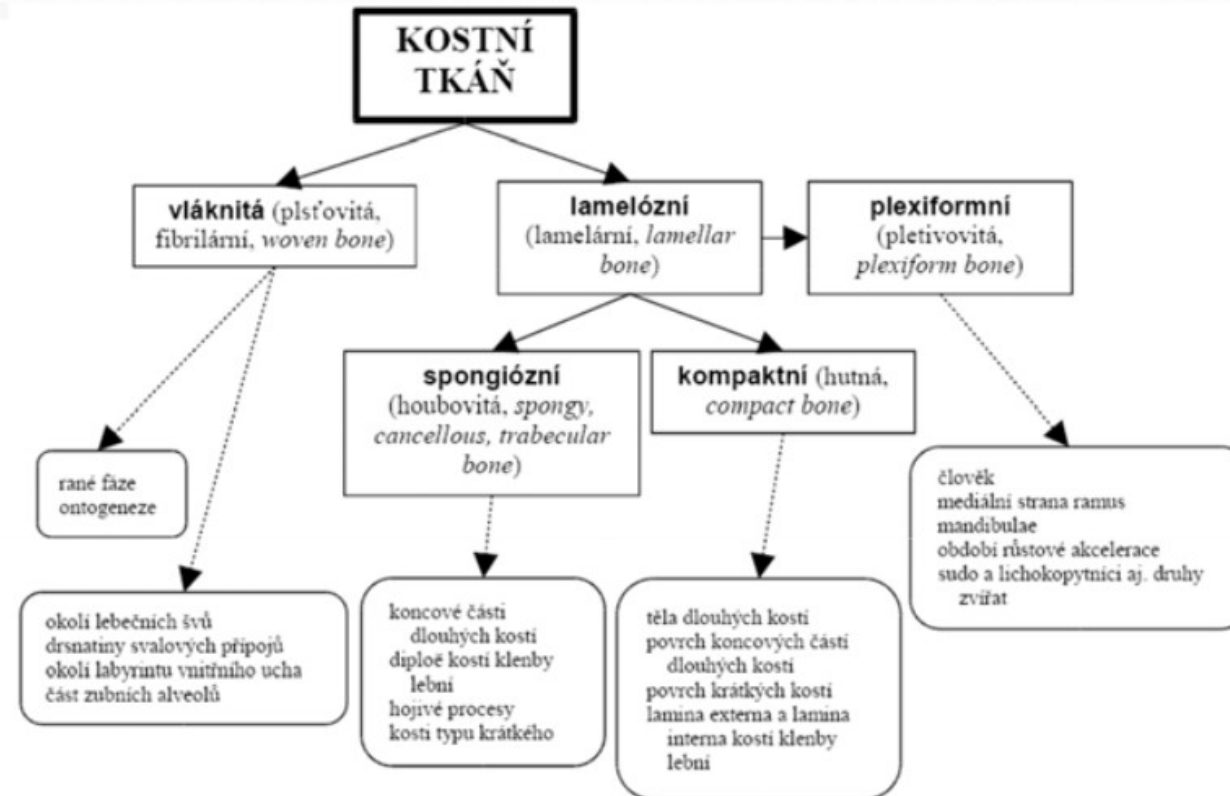 KOSTNÍ
TKÁŇ
vláknitá (plsťovitá,
fibrilární, woven bone)
lamelózní
(lamelární, lamellar
bone)
plexiformní
(pletivovitá,
plexiform bone)
spongiózní
(houbovitá, spongy,
cancellous, trabecular
bone)
kompaktní (hutná,
compact bone)
rané fáze
ontogeneze
okolí lebečních švů
drsnatiny svalových přípojů
okolí labyrintu vnitřního ucha
část zubních alveolů
koncové části
dlouhých kostí
diploë kostí klenby
lební
hojivé procesy
kosti typu krátkého
těla dlouhých kostí
povrch koncových částí
dlouhých kostí
povrch krátkých kostí
lamina externa a lamina
interna kostí klenby
lební
člověk
mediální strana ramus
mandibulae
období růstové akcelerace
sudo a lichokopytníci aj. druhy
zvířat